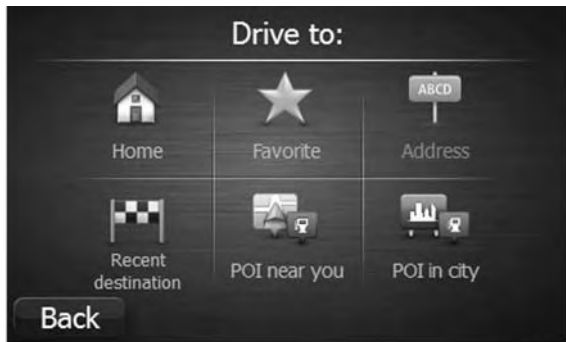 Drive to:
ABCD
Home
Favorite
Address
Recent
destination
POI near you
POI in city
Back